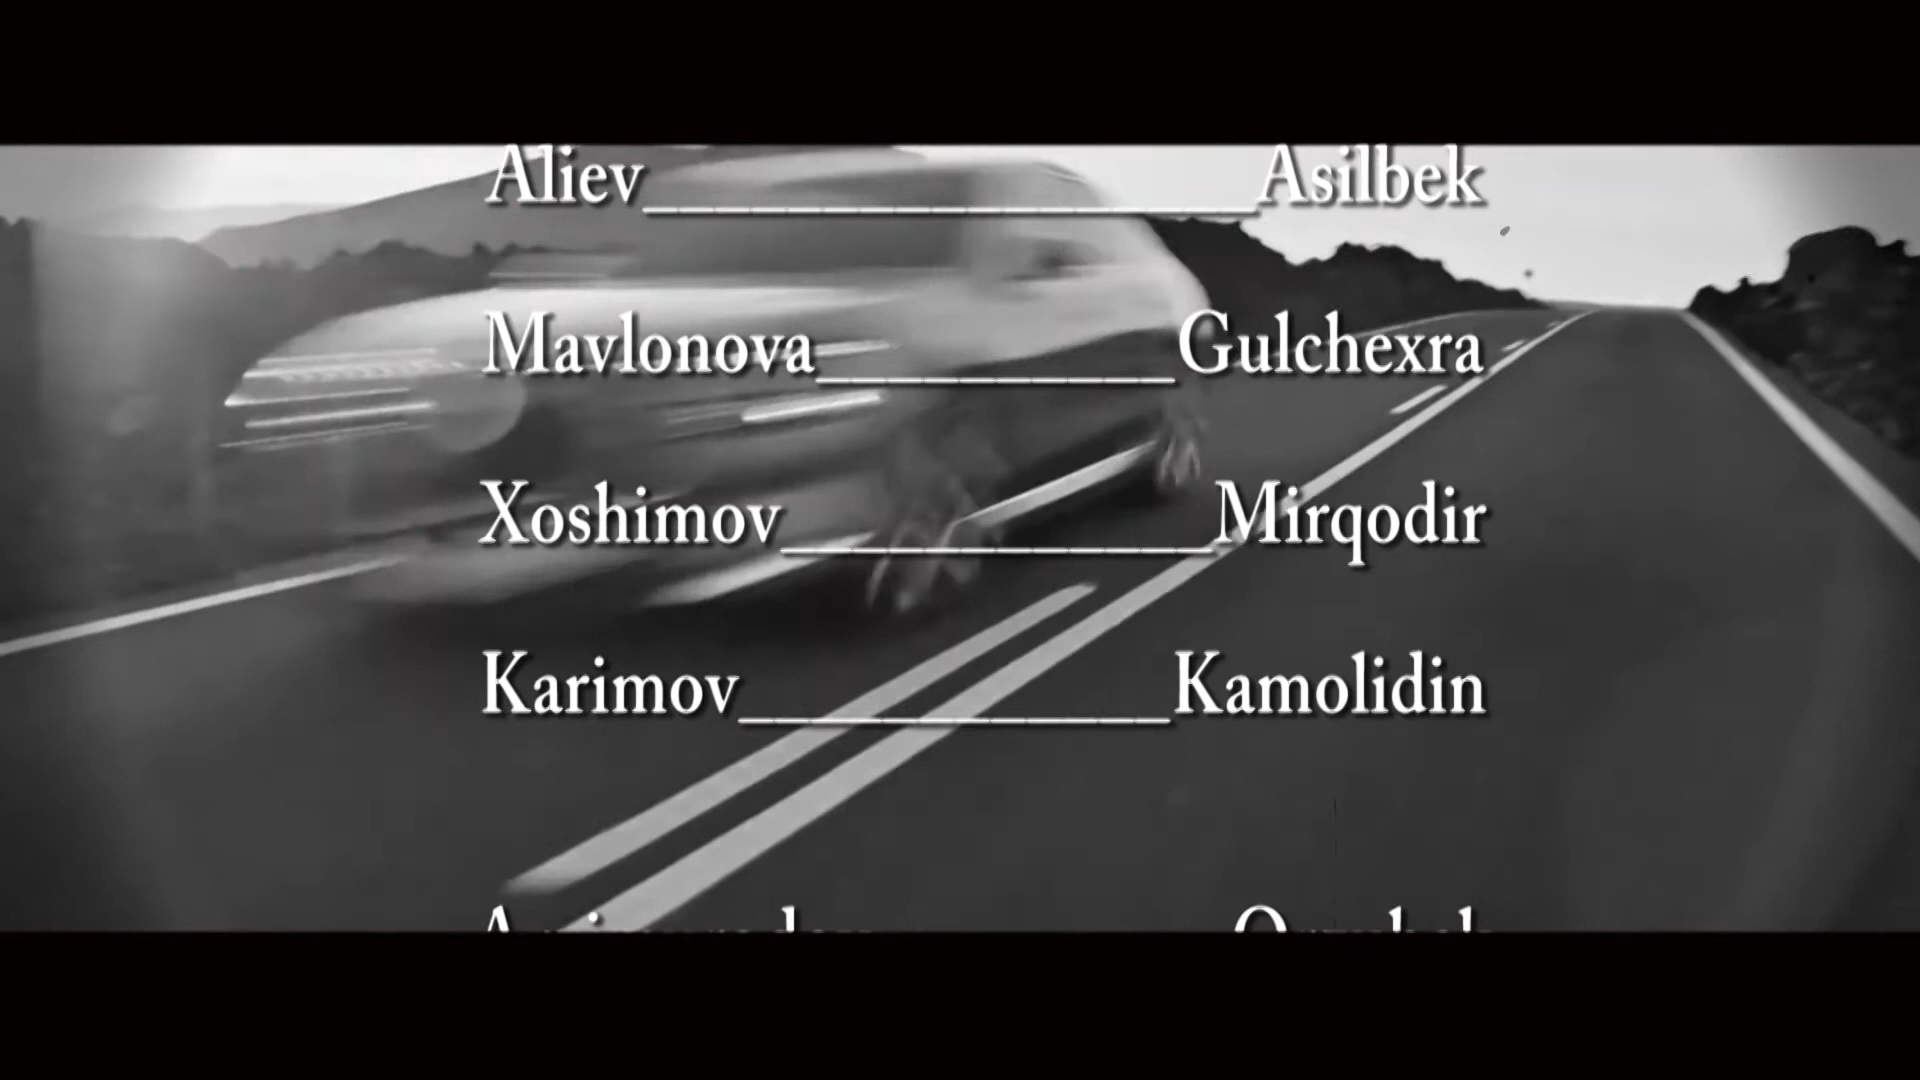 Aliev_________________Asilbek
Mavlonova__________Gulchexra
Xoshimov____________Mirqodir
Karimov____________Kamolidin